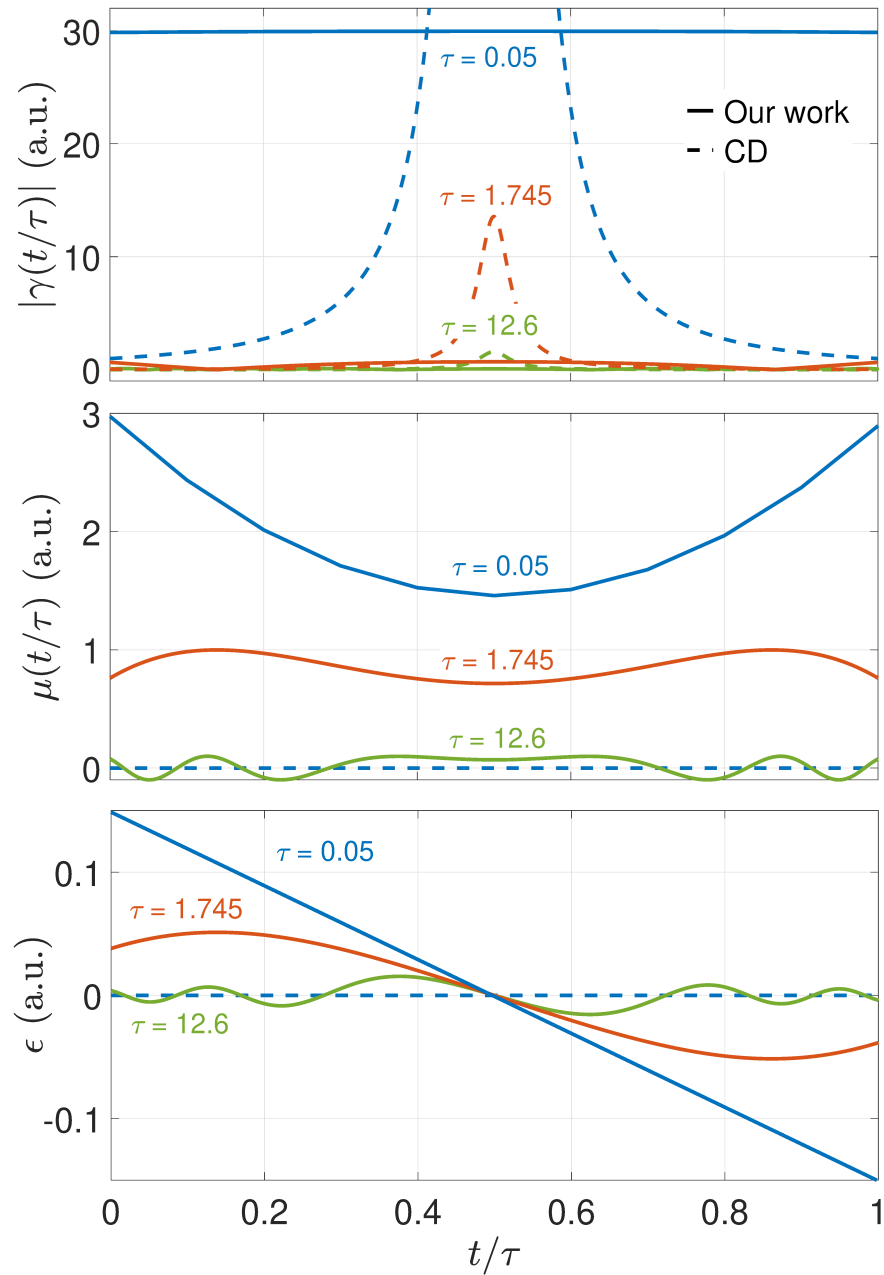 |γ(t/τ)| (a.u.)
30
20
10
0
τ = 0.05
Our work
CD
τ = 1.745
τ = 12.6
μ(t/τ) (a.u.)
3
2
1
0
τ = 0.05
τ = 1.745
τ = 12.6
ϵ (a.u.)
0.1
0
-0.1
τ = 0.05
τ = 1.745
τ = 12.6
0 0.2 0.4 0.6 0.8 1
t/τ